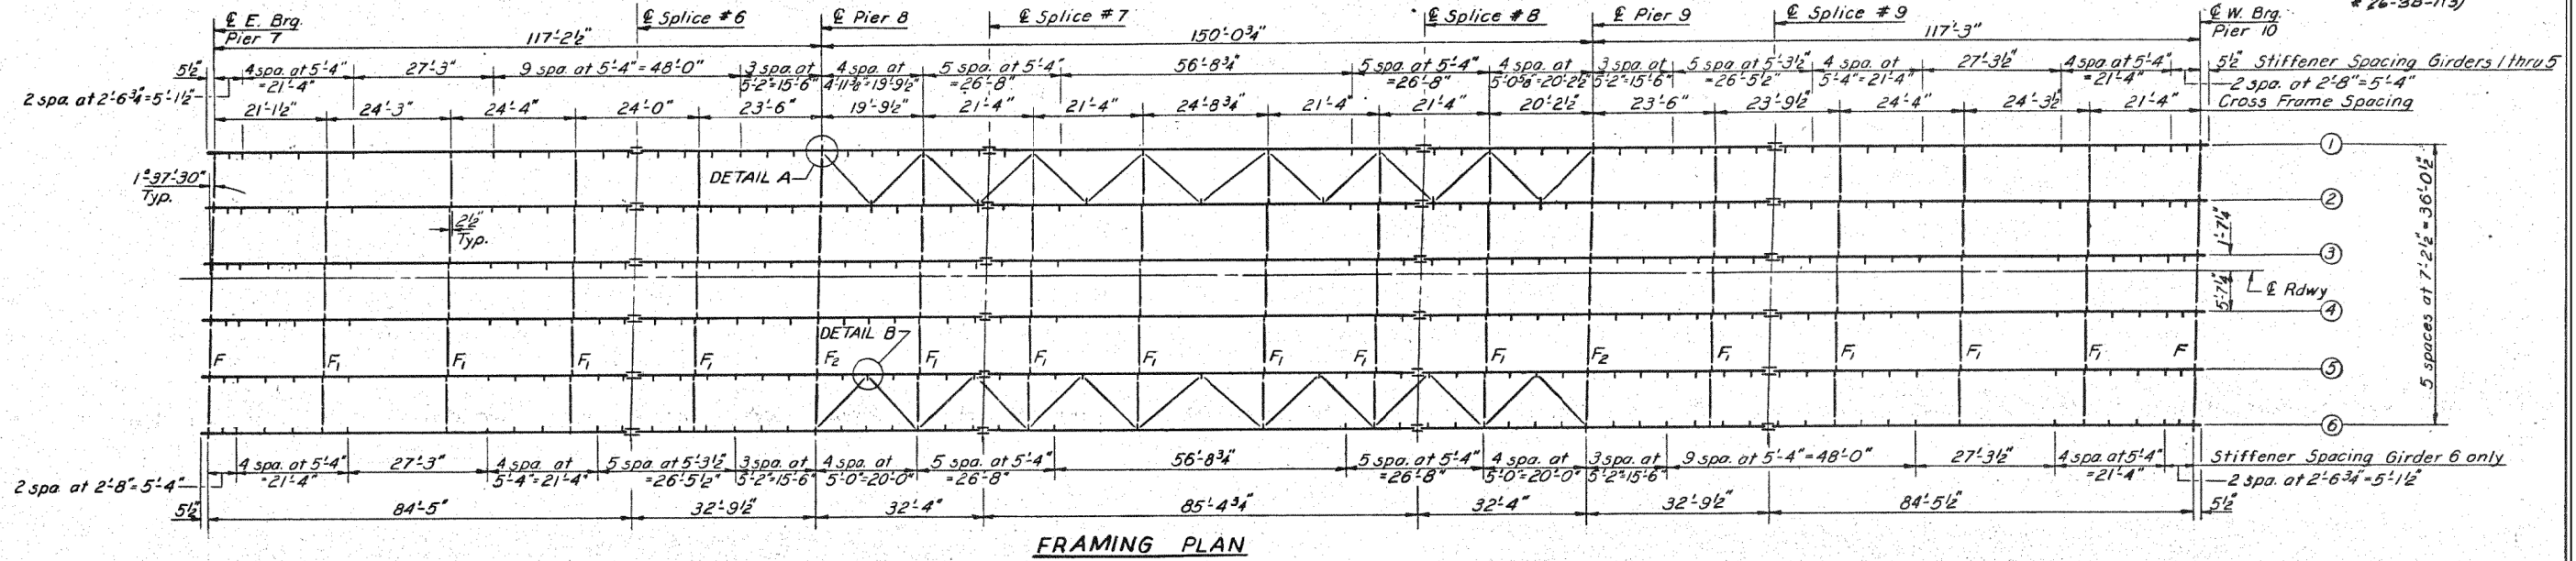 ℄ E. Brg.
Pier 7
℄ Splice #6
℄ Pier 8
℄ Splice #7
℄ Splice #8
℄ Pier 9
℄ Splice #9
℄ W. Brg.
Pier 10
# 26-3B-113)
117'-2½"
150'-0¾"
117'-3"
5½"
4 spa. at 5'-4"
=21'-4"
27'-3"
9 spa. at 5'-4"=48'-0"
3 spa. at
5'-2"=15'-6"
4 spa. at
4'-11⅜"=19'-9½"
5 spa. at 5'-4"
=26'-8"
56'-8¾"
5 spa. at 5'-4"
=26'-8"
4 spa. at
5'-0⅝"=20'-2½"
3 spa. at
5'-2"=15'-6"
5 spa. at 5'-3½"
=26'-5½"
4 spa. at
5'-4"=21'-4"
27'-3½"
4 spa. at 5'-4"
=21'-4"
5½" Stiffener Spacing Girders 1 thru 5
2 spa. at 2'-6¾"=5'-1½"
2 spa. at 2'-8"=5'-4"
21'-1½"
24'-3"
24'-4"
24'-0"
23'-6"
19'-9½"
21'-4"
21'-4"
24'-8¾"
21'-4"
21'-4"
20'-2½"
23'-6"
23'-9½"
24'-4"
24'-3½"
21'-4"
Cross Frame Spacing
1
DETAIL A
1°-37'-30"
Typ.
2
2½"
Typ.
1'-7¼"
3
5 spaces at 7'-2½"=36'-0½"
5'-7¼"
℄ Rdwy
4
DETAIL B
F
F1
F1
F1
F1
F2
F1
F1
F1
F1
F1
F1
F2
F1
F1
F1
F1
F
5
6
4 spa. at 5'-4"
=21'-4"
27'-3"
4 spa. at
5'-4"=21'-4"
5 spa. at 5'-3½"
=26'-5½"
3 spa. at
5'-2"=15'-6"
4 spa. at
5'-0"=20'-0"
5 spa. at 5'-4"
=26'-8"
56'-8¾"
5 spa. at 5'-4"
=26'-8"
4 spa. at
5'-0"=20'-0"
3 spa. at
5'-2"=15'-6"
9 spa. at 5'-4"=48'-0"
27'-3½"
4 spa. at 5'-4"
=21'-4"
Stiffener Spacing Girder 6 only
2 spa. at 2'-8"=5'-4"
2 spa. at 2'-6¾"=5'-1½"
5½"
84'-5"
32'-9½"
32'-4"
85'-4¾"
32'-4"
32'-9½"
84'-5½"
5½"
FRAMING PLAN